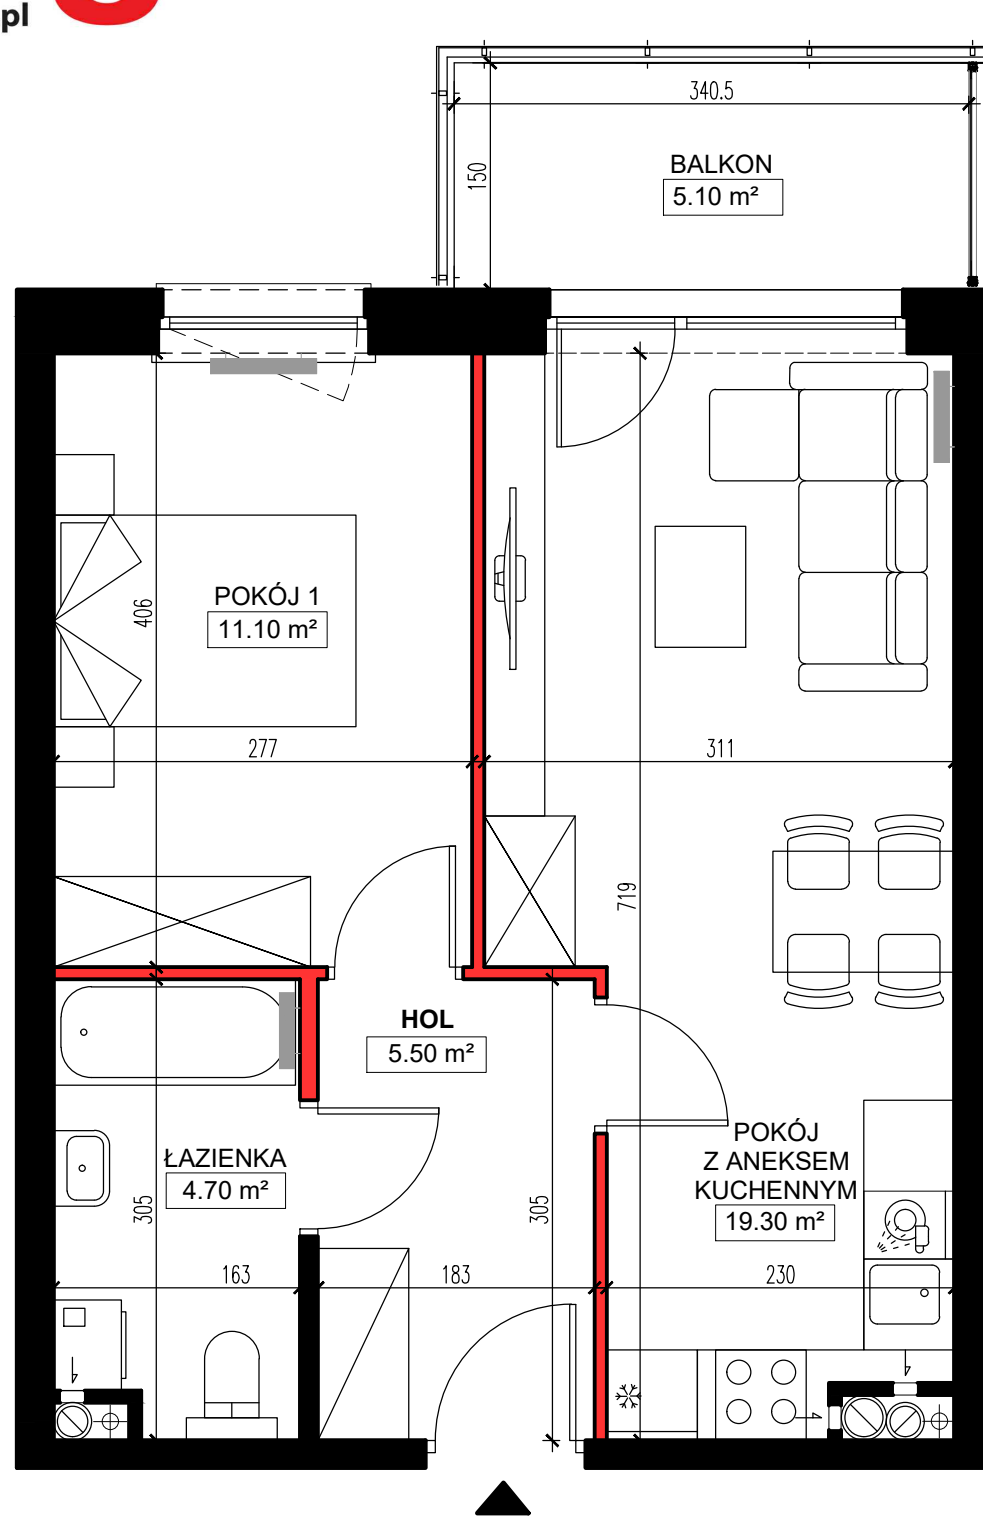 pl
340.5
150
BALKON
5.10 m²
POKÓJ 1
11.10 m²
406
277
311
719
HOL
5.50 m²
ŁAZIENKA
4.70 m²
305
305
POKÓJ
Z ANEKSEM
KUCHENNYM
19.30 m²
163
183
230